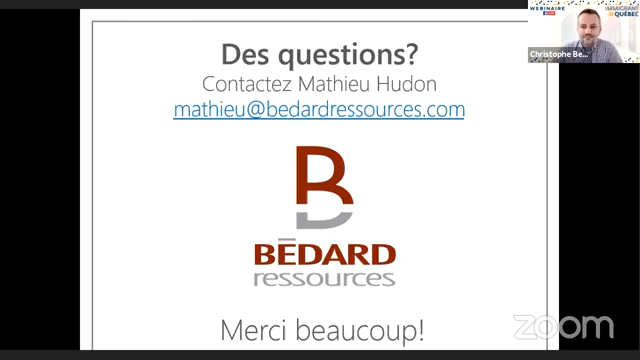 Des questions?
Contactez Mathieu Hudon
mathieu@bedardressources.com
B
BĒDARD
ressources
Merci beaucoup!
WEBINAIRE
IMMIGRANT
QUÉBEC
Christophe Be...
zoom